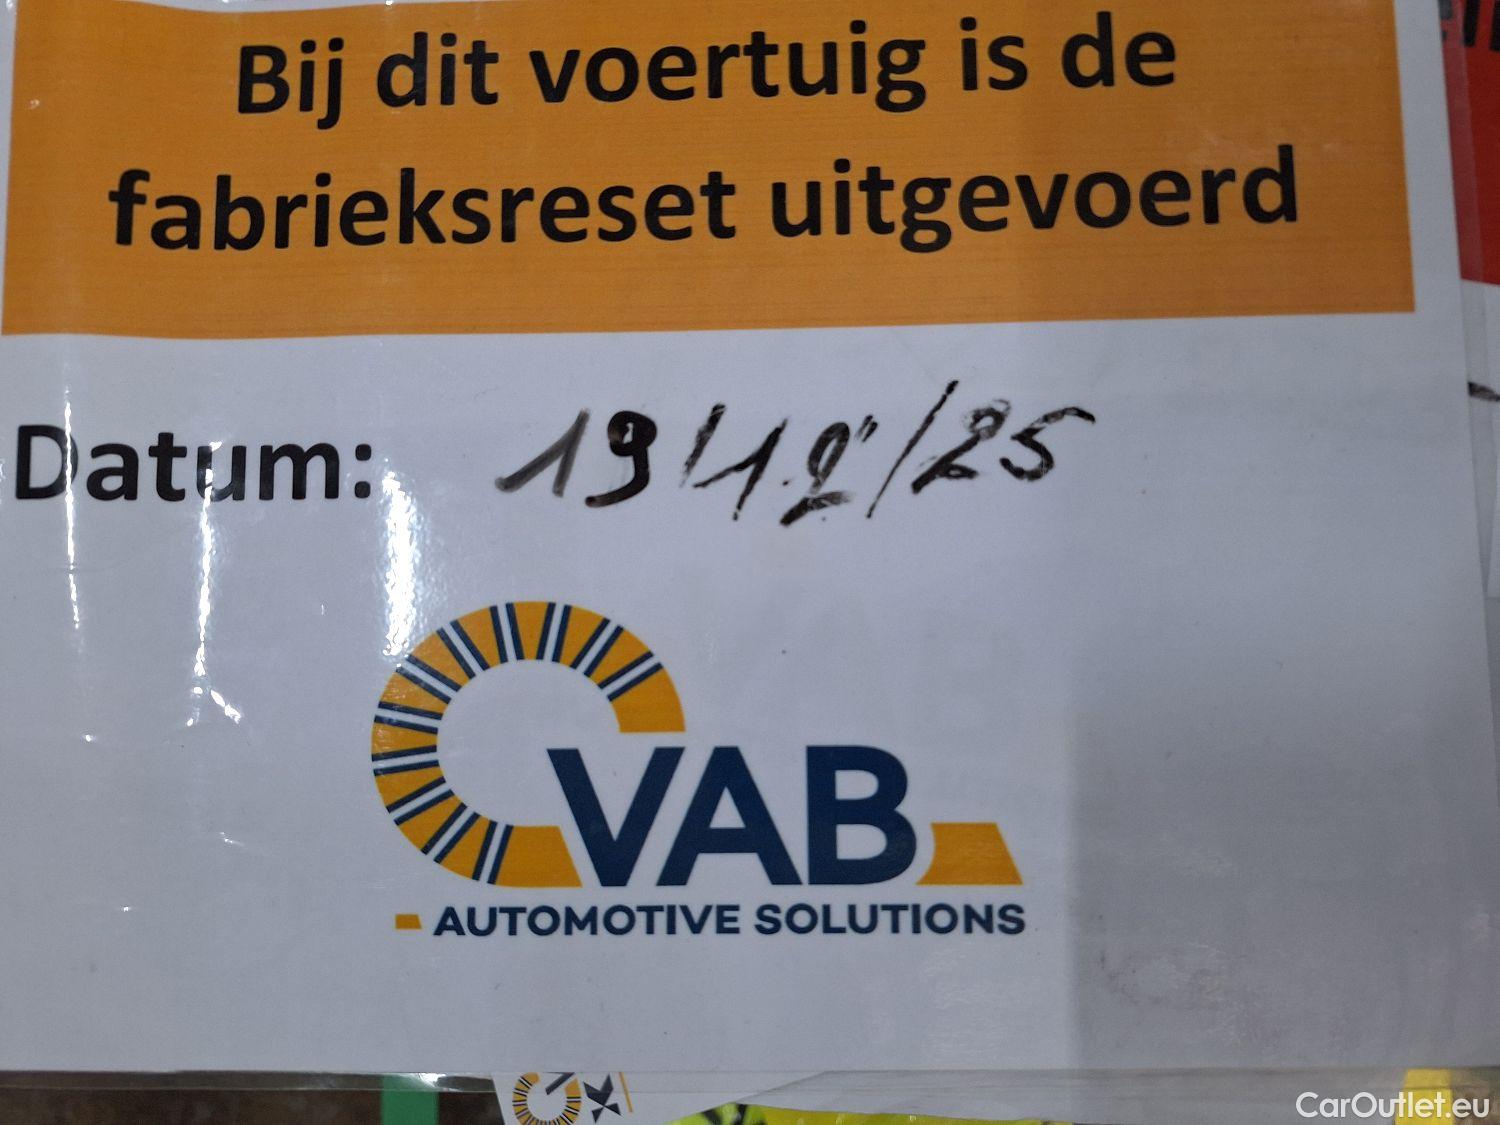 Bij dit voertuig is de
fabrieksreset uitgevoerd
Datum: 19/12/25
VAB
AUTOMOTIVE SOLUTIONS
CarOutlet.eu